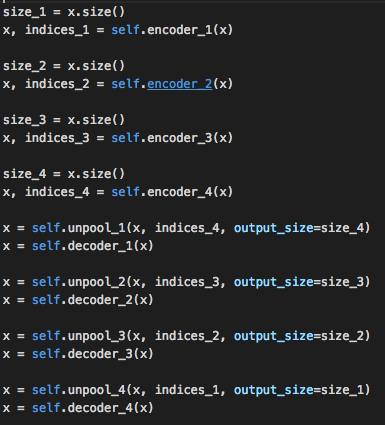 size_1 = x.size()
x, indices_1 = self.encoder_1(x)
size_2 = x.size()
x, indices_2 = self.encoder_2(x)
size_3 = x.size()
x, indices_3 = self.encoder_3(x)
size_4 = x.size()
x, indices_4 = self.encoder_4(x)
x = self.unpool_1(x, indices_4, output_size=size_4)
x = self.decoder_1(x)
x = self.unpool_2(x, indices_3, output_size=size_3)
x = self.decoder_2(x)
x = self.unpool_3(x, indices_2, output_size=size_2)
x = self.decoder_3(x)
x = self.unpool_4(x, indices_1, output_size=size_1)
x = self.decoder_4(x)